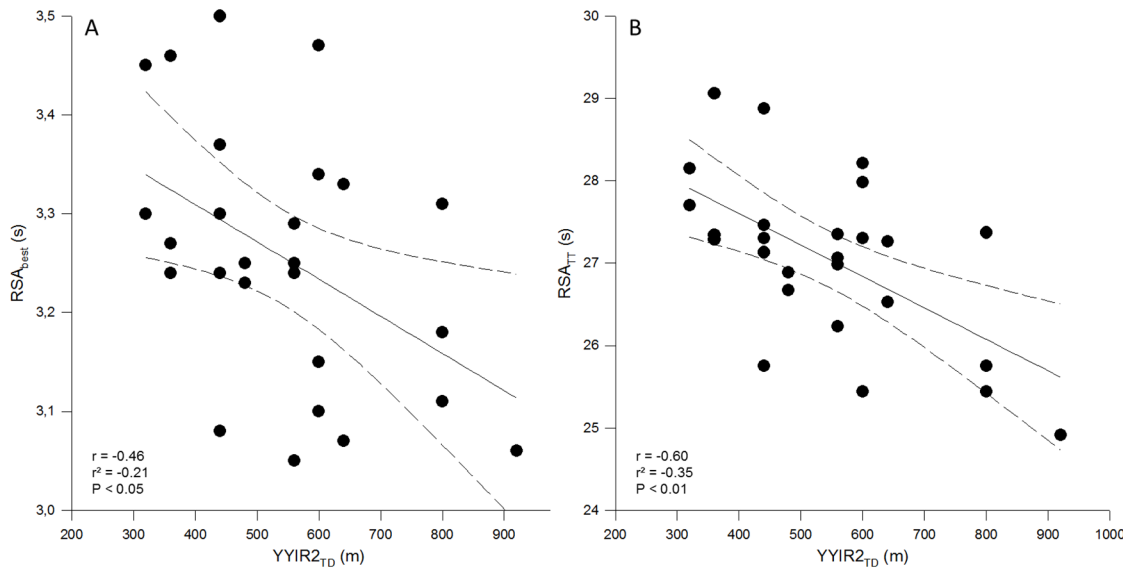 A
3,5
3,4
3,3
3,2
3,1
3,0
RSAbest (s)
200 300 400 500 600 700 800 900
YYIR2TD (m)
r = -0.46
r² = -0.21
P < 0.05
B
30
29
28
27
26
25
24
RSATT (s)
200 300 400 500 600 700 800 900 1000
YYIR2TD (m)
r = -0.60
r² = -0.35
P < 0.01